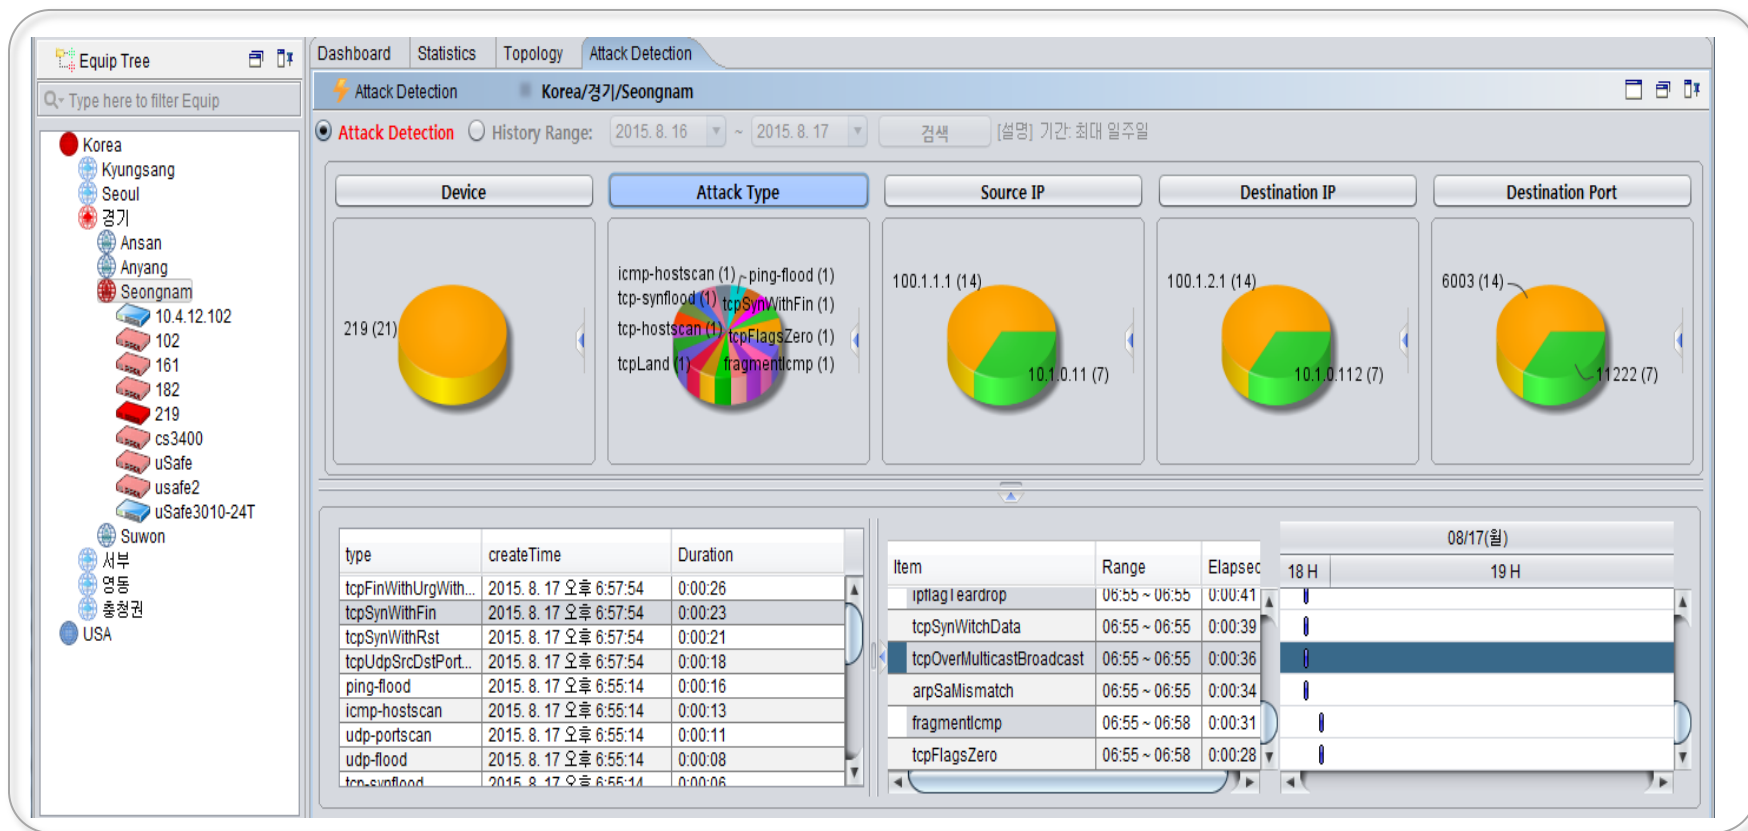 Equip Tree
Type here to filter Equip
Korea
Kyungsang
Seoul
경기
Ansan
Anyang
Seongnam
10.4.12.102
102
161
182
219
cs3400
uSafe
usafe2
uSafe3010-24T
Suwon
서부
영동
충청권
USA
Dashboard Statistics Topology Attack Detection
Attack Detection Korea/경기/Seongnam
Attack Detection History Range: 2015. 8. 16 ~ 2015. 8. 17 검색 [설명] 기간: 최대 일주일
Device Attack Type Source IP Destination IP Destination Port
219 (21)
icmp-hostscan (1) ping-flood (1)
tcp-synflood (1) tcpSynWithFin (1)
tcp-hostscan (1) tcpFlagsZero (1)
tcpLand (1) fragmentIcmp (1)
100.1.1.1 (14)
10.1.0.11 (7)
100.1.2.1 (14)
10.1.0.112 (7)
6003 (14)
11222 (7)
type createTime Duration
tcpFinWithUrgWith... 2015. 8. 17 오후 6:57:54 0:00:26
tcpSynWithFin 2015. 8. 17 오후 6:57:54 0:00:23
tcpSynWithRst 2015. 8. 17 오후 6:57:54 0:00:21
tcpUdpSrcDstPort... 2015. 8. 17 오후 6:57:54 0:00:18
ping-flood 2015. 8. 17 오후 6:55:14 0:00:16
icmp-hostscan 2015. 8. 17 오후 6:55:14 0:00:13
udp-portscan 2015. 8. 17 오후 6:55:14 0:00:11
udp-flood 2015. 8. 17 오후 6:55:14 0:00:08
tcp-synflood 2015. 8. 17 오후 6:55:14 0:00:06
Item Range Elapsed
ipflagTeardrop 06:55 ~ 06:55 0:00:41
tcpSynWitchData 06:55 ~ 06:55 0:00:39
tcpOverMulticastBroadcast 06:55 ~ 06:55 0:00:36
arpSaMismatch 06:55 ~ 06:55 0:00:34
fragmentIcmp 06:55 ~ 06:58 0:00:31
tcpFlagsZero 06:55 ~ 06:58 0:00:28
08/17(월)
18 H 19 H